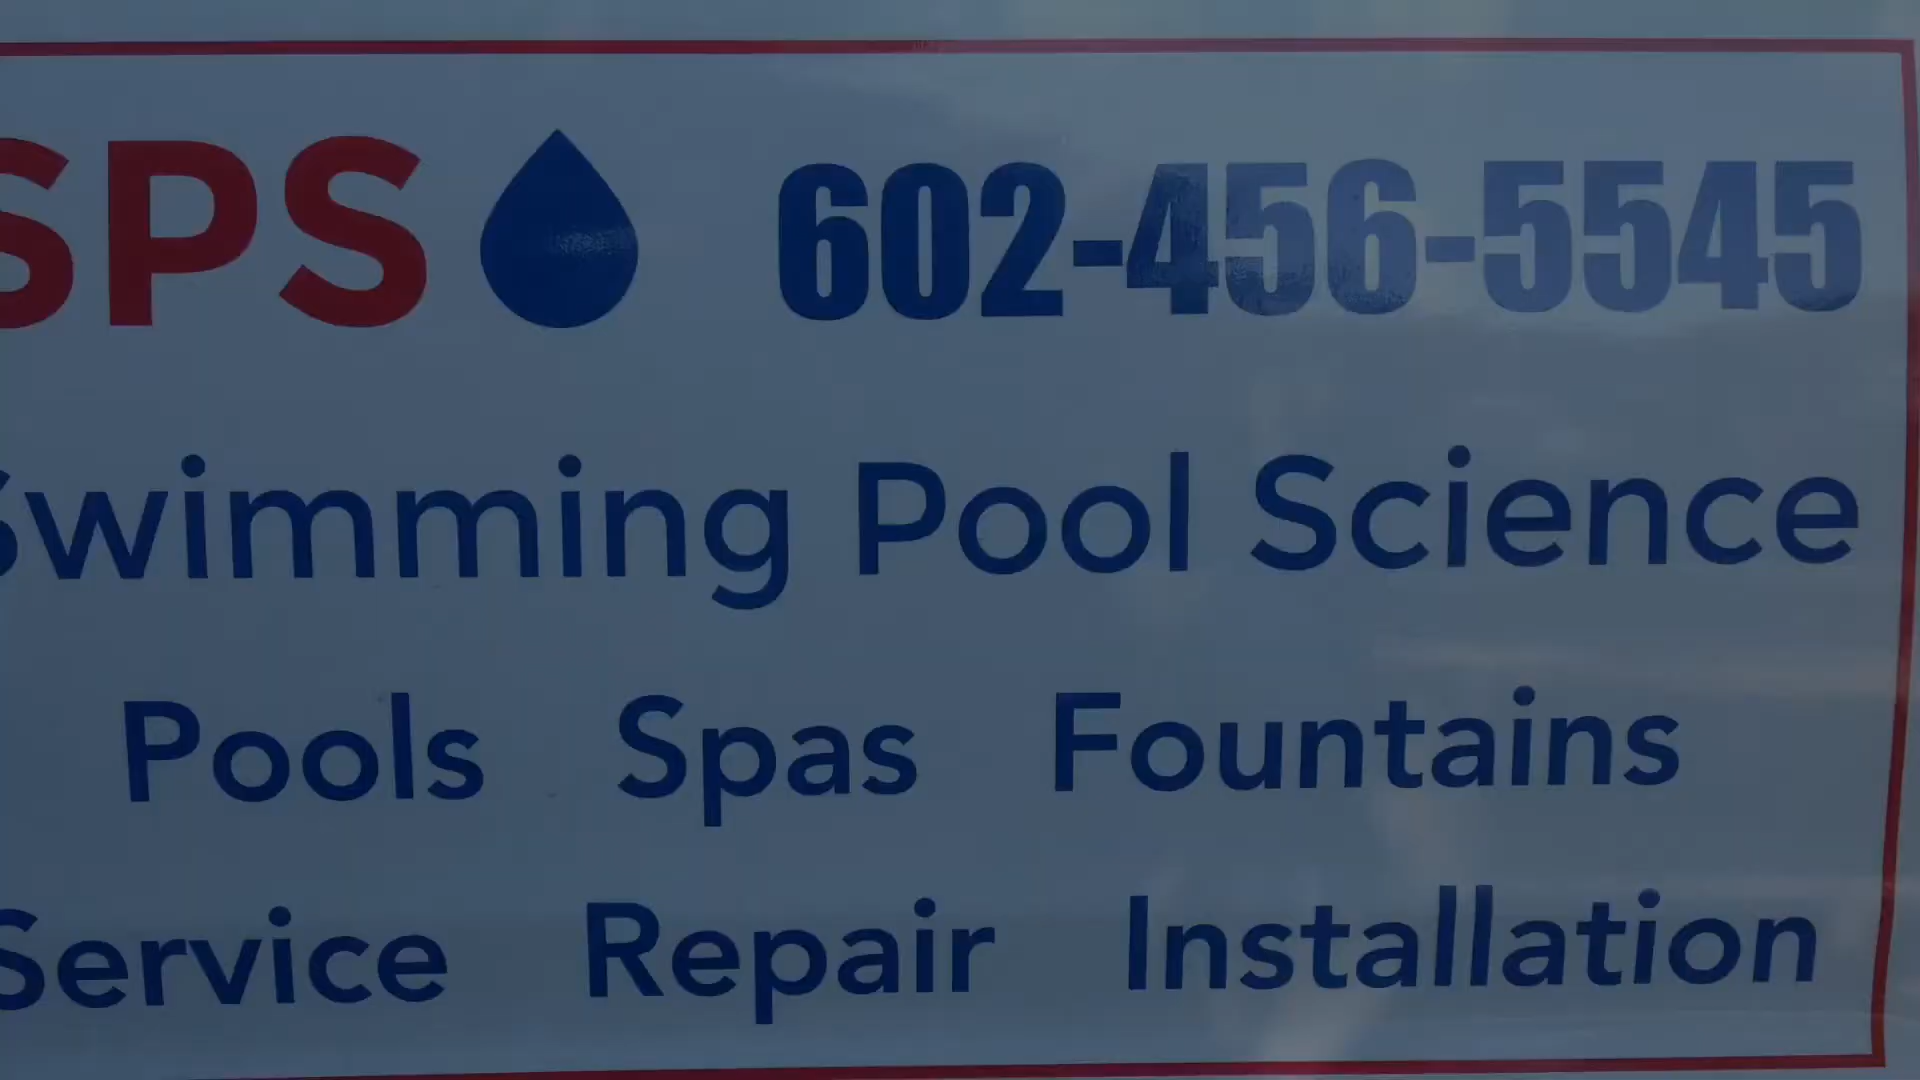 SPS 602-456-5545
Swimming Pool Science
Pools Spas Fountains
Service Repair Installation